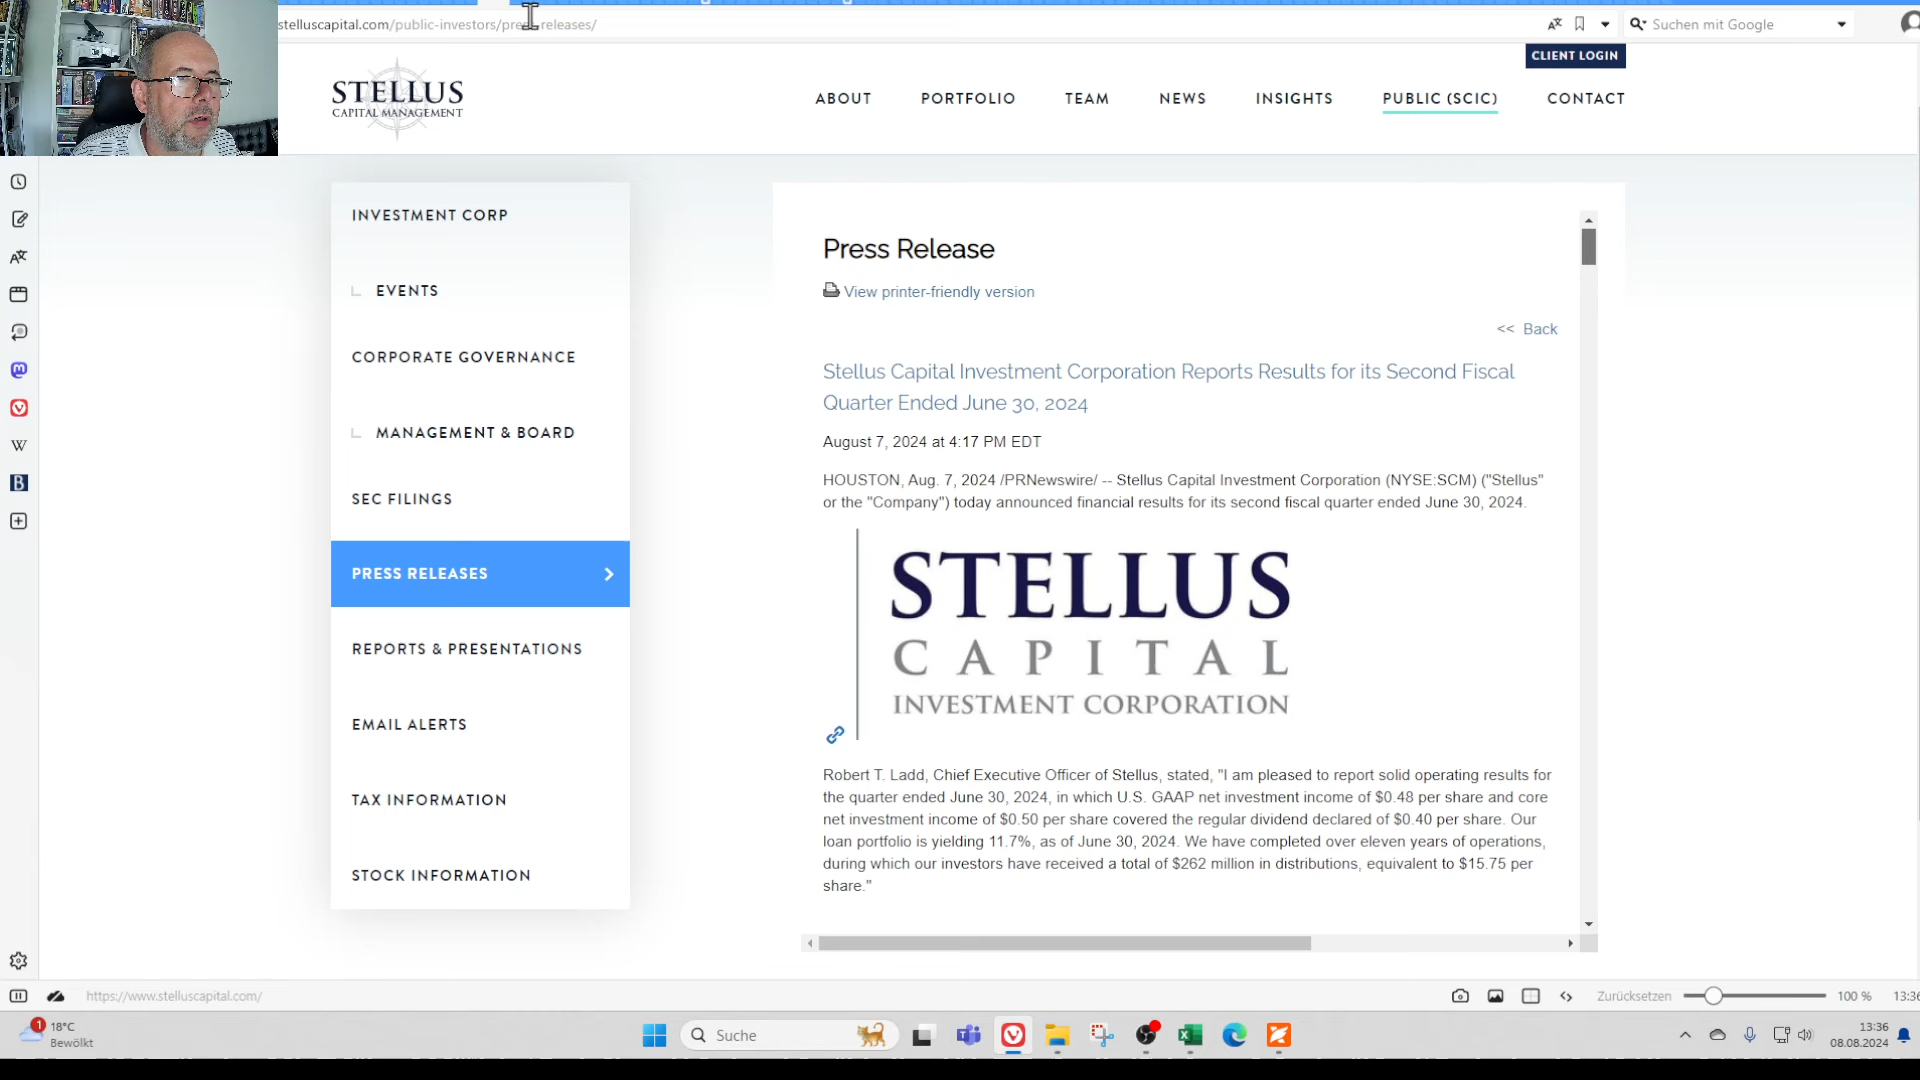 stelluscapital.com/public-investors/press-releases/
Suchen mit Google
CLIENT LOGIN
STELLUS
CAPITAL MANAGEMENT
ABOUT
PORTFOLIO
TEAM
NEWS
INSIGHTS
PUBLIC (SCIC)
CONTACT
INVESTMENT CORP
EVENTS
CORPORATE GOVERNANCE
MANAGEMENT & BOARD
SEC FILINGS
PRESS RELEASES
REPORTS & PRESENTATIONS
EMAIL ALERTS
TAX INFORMATION
STOCK INFORMATION
Press Release
View printer-friendly version
<< Back
Stellus Capital Investment Corporation Reports Results for its Second Fiscal
Quarter Ended June 30, 2024
August 7, 2024 at 4:17 PM EDT
HOUSTON, Aug. 7, 2024 /PRNewswire/ -- Stellus Capital Investment Corporation (NYSE:SCM) ("Stellus"
or the "Company") today announced financial results for its second fiscal quarter ended June 30, 2024.
STELLUS
CAPITAL
INVESTMENT CORPORATION
Robert T. Ladd, Chief Executive Officer of Stellus, stated, "I am pleased to report solid operating results for
the quarter ended June 30, 2024, in which U.S. GAAP net investment income of $0.48 per share and core
net investment income of $0.50 per share covered the regular dividend declared of $0.40 per share. Our
loan portfolio is yielding 11.7%, as of June 30, 2024. We have completed over eleven years of operations,
during which our investors have received a total of $262 million in distributions, equivalent to $15.75 per
share."
https://www.stelluscapital.com/
Zurücksetzen
100 %
13:36
1
18°C
Bewölkt
Suche
13:36
08.08.2024